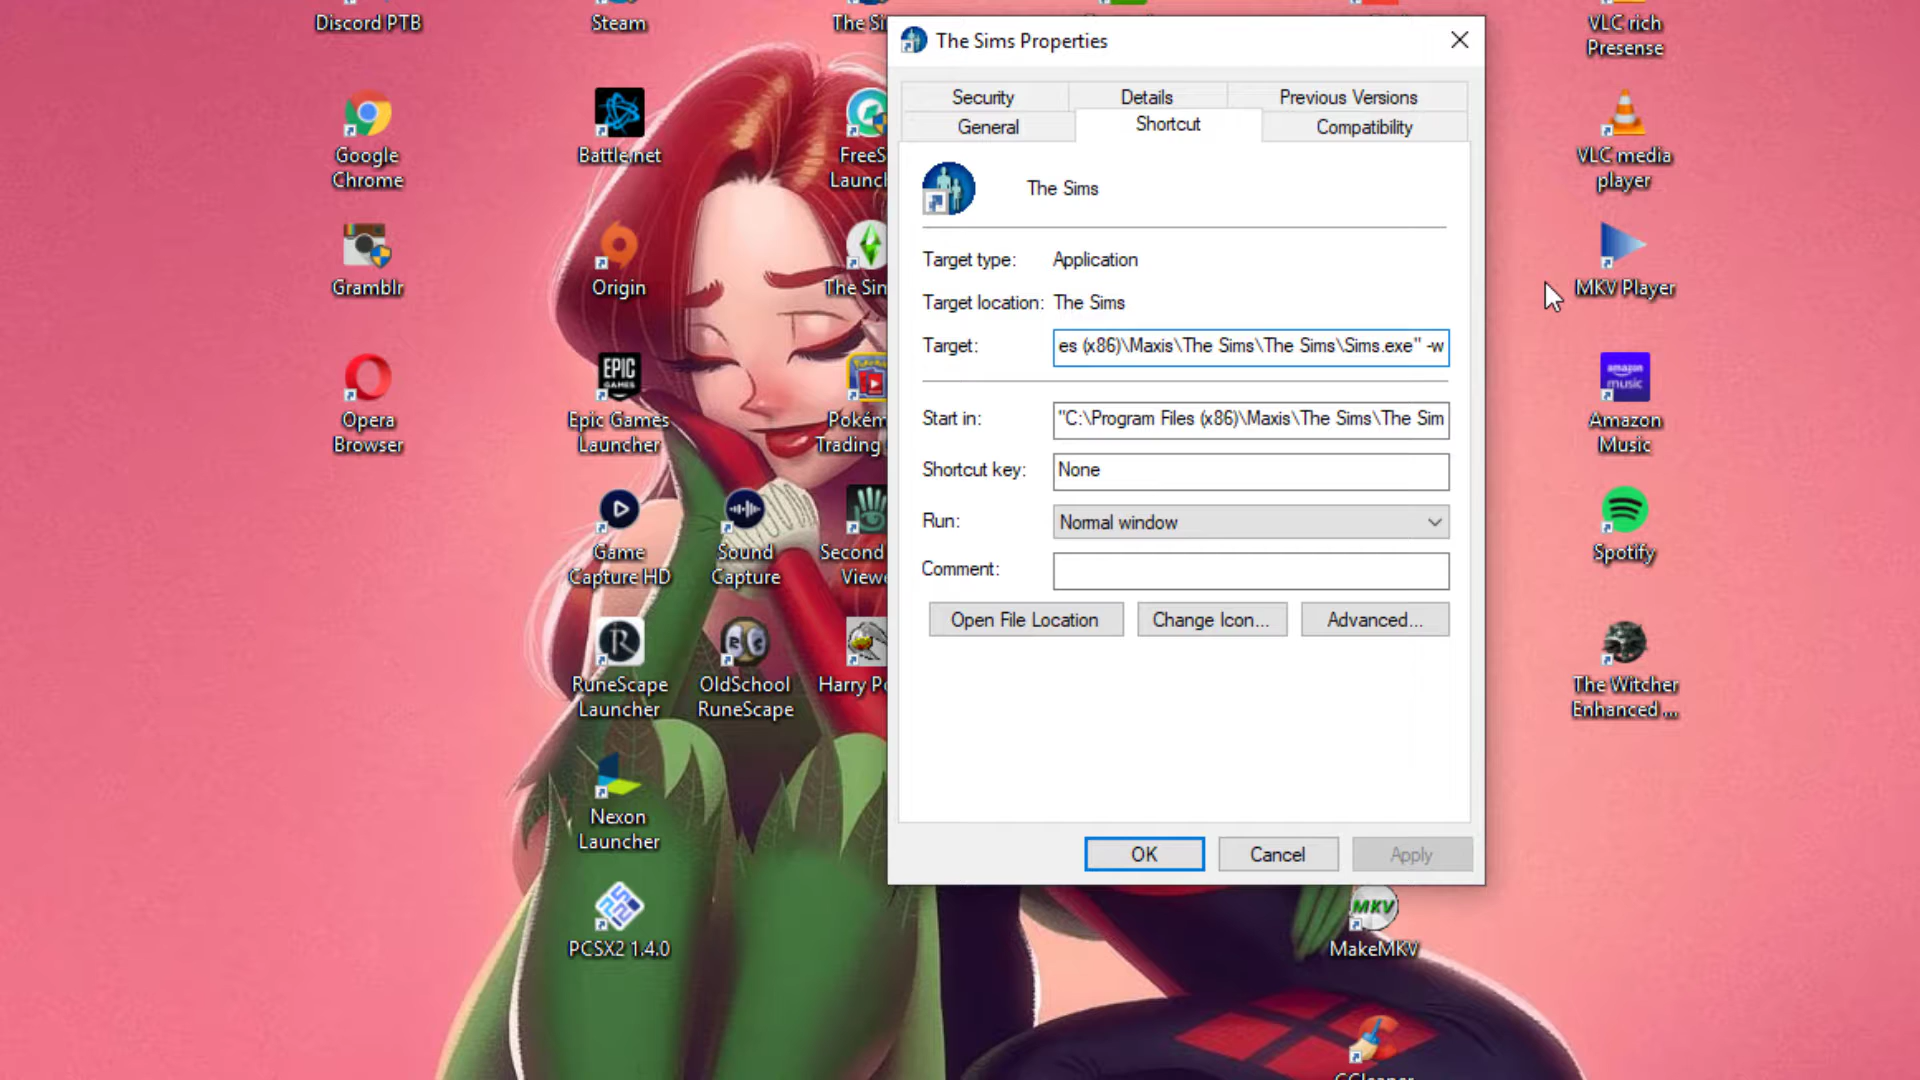 Discord PTB
Steam
The Si
VLC rich
Presense
The Sims Properties
Security
Details
Previous Versions
General
Shortcut
Compatibility
The Sims
Target type:
Application
Target location:
The Sims
Target:
es (x86)\Maxis\The Sims\The Sims\Sims.exe" -w
Start in:
"C:\Program Files (x86)\Maxis\The Sims\The Sim
Shortcut key:
None
Run:
Normal window
Comment:
Open File Location
Change Icon...
Advanced...
OK
Cancel
Apply
Google
Chrome
Battle.net
FreeS
Launch
VLC media
player
Gramblr
Origin
The Sim
MKV Player
Opera
Browser
EPIC
GAMES
Epic Games
Launcher
Pokém
Trading
amazon
music
Amazon
Music
Game
Capture HD
Sound
Capture
Second
Viewe
Spotify
R
RuneScape
Launcher
OldSchool
RuneScape
Harry Po
The Witcher
Enhanced ...
Nexon
Launcher
PCSX2 1.4.0
MKV
MakeMKV